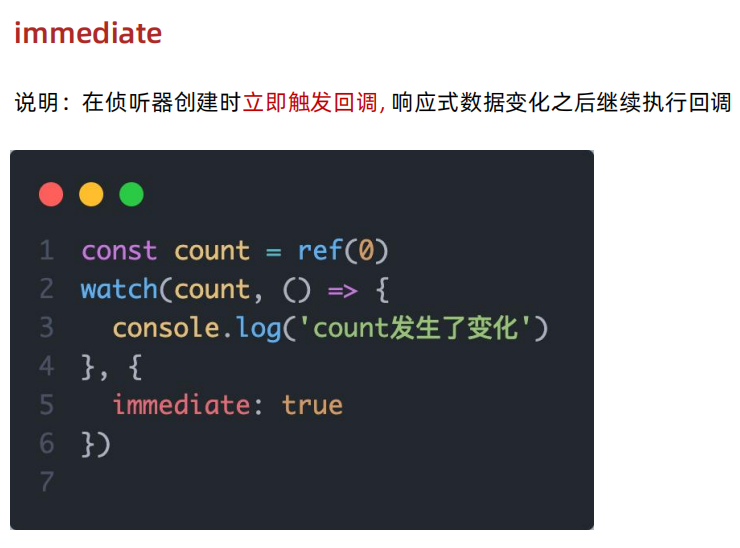 immediate
说明：在侦听器创建时立即触发回调, 响应式数据变化之后继续执行回调
1 const count = ref(0)
2 watch(count, () => {
3   console.log('count发生了变化')
4 }, {
5   immediate: true
6 })
7